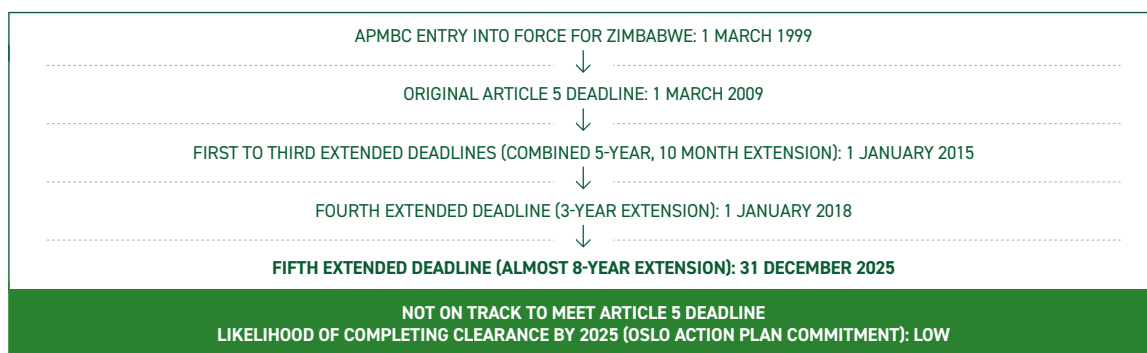 APMBC ENTRY INTO FORCE FOR ZIMBABWE: 1 MARCH 1999
ORIGINAL ARTICLE 5 DEADLINE: 1 MARCH 2009
FIRST TO THIRD EXTENDED DEADLINES (COMBINED 5-YEAR, 10 MONTH EXTENSION): 1 JANUARY 2015
FOURTH EXTENDED DEADLINE (3-YEAR EXTENSION): 1 JANUARY 2018
FIFTH EXTENDED DEADLINE (ALMOST 8-YEAR EXTENSION): 31 DECEMBER 2025
NOT ON TRACK TO MEET ARTICLE 5 DEADLINE
LIKELIHOOD OF COMPLETING CLEARANCE BY 2025 (OSLO ACTION PLAN COMMITMENT): LOW